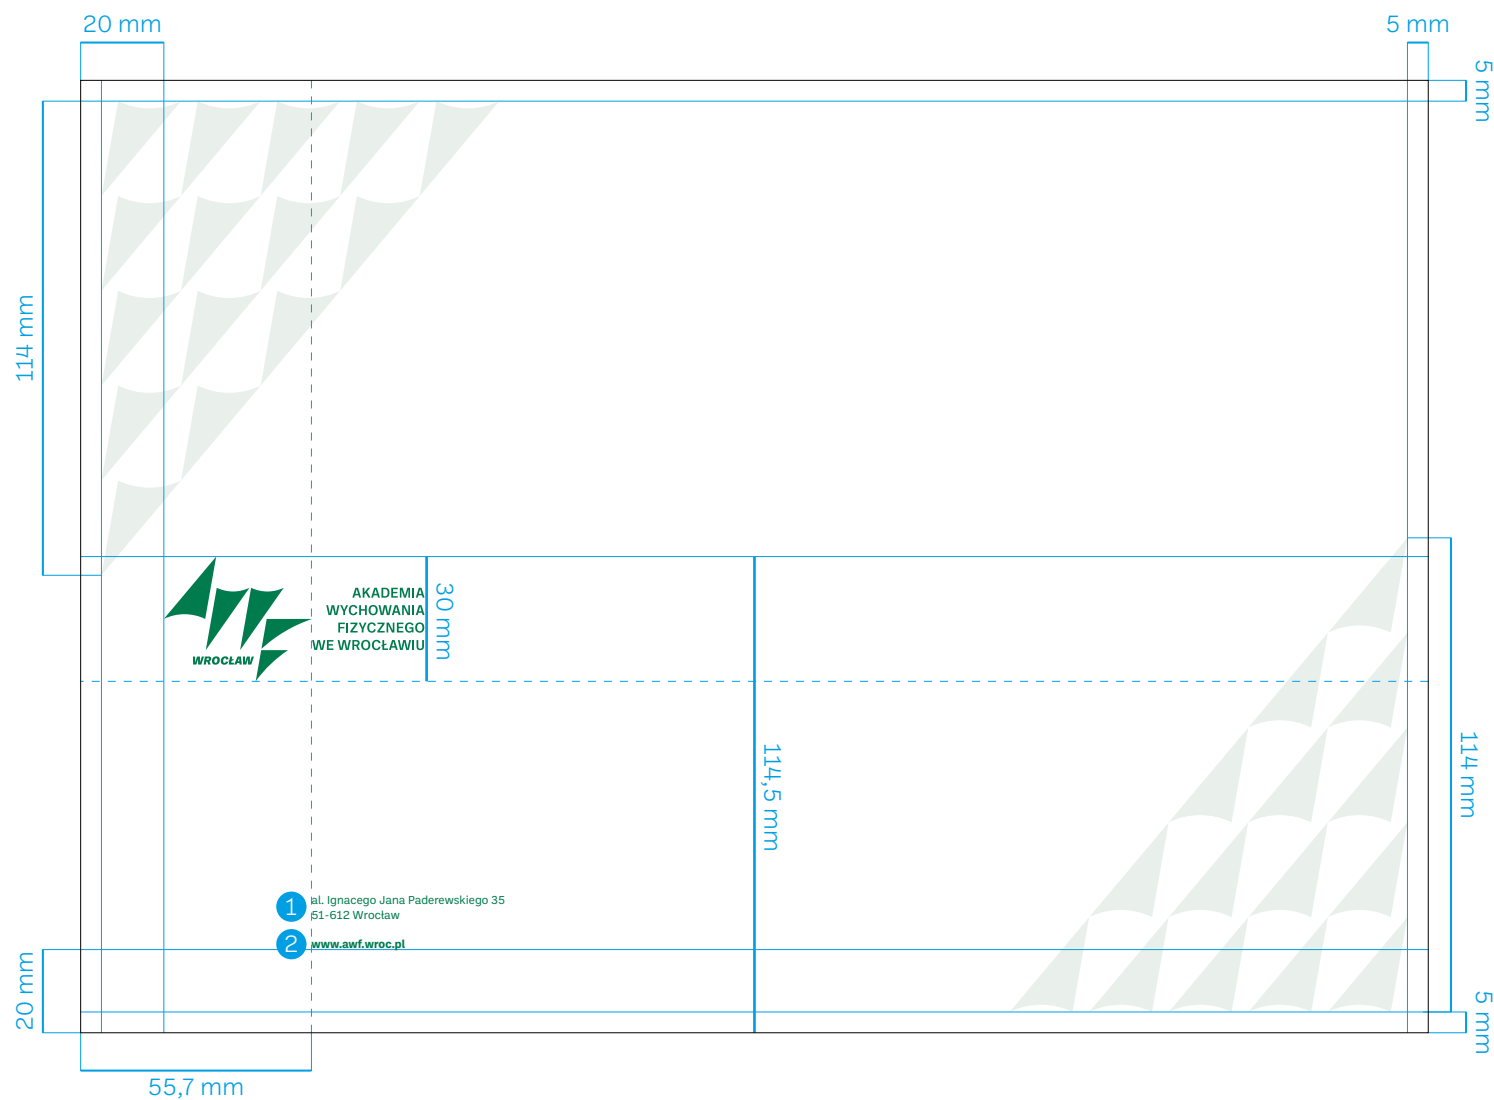 20 mm
5 mm
5 mm
114 mm
AKADEMIA
WYCHOWANIA
FIZYCZNEGO
WE WROCŁAWIU
WROCŁAW
30 mm
114,5 mm
114 mm
1
al. Ignacego Jana Paderewskiego 35
51-612 Wrocław
2
www.awf.wroc.pl
20 mm
5 mm
55,7 mm